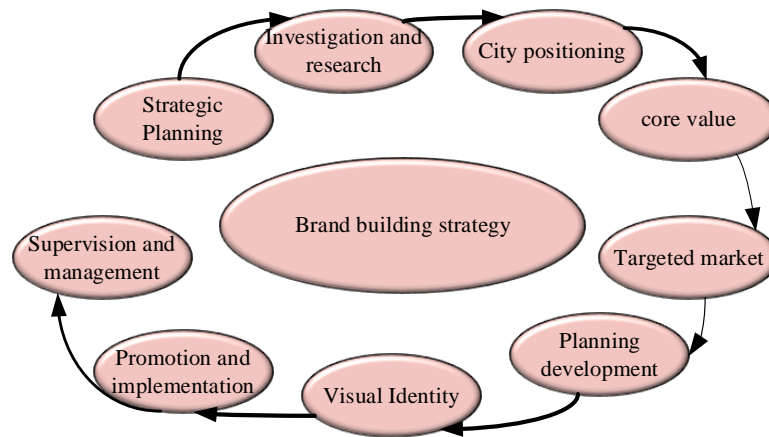 Investigation and
research
City positioning
Strategic
Planning
core value
Brand building strategy
Supervision and
management
Targeted market
Planning
development
Promotion and
implementation
Visual Identity